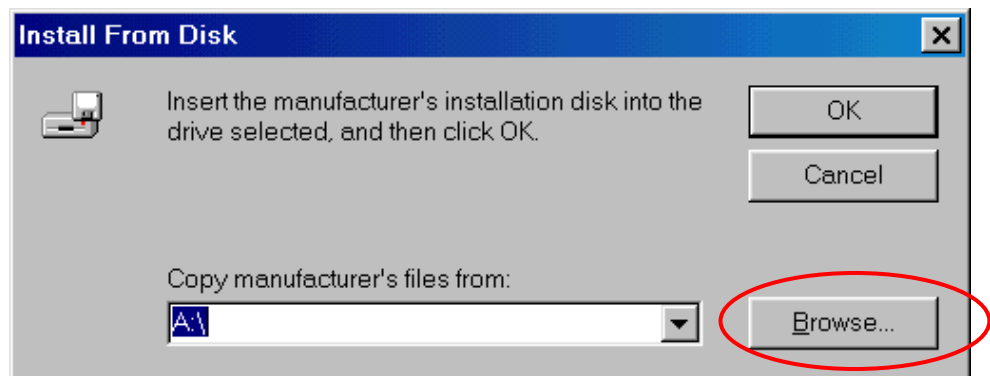 Install From Disk
Insert the manufacturer's installation disk into the
drive selected, and then click OK.
OK
Cancel
Copy manufacturer's files from:
A:\
Browse...